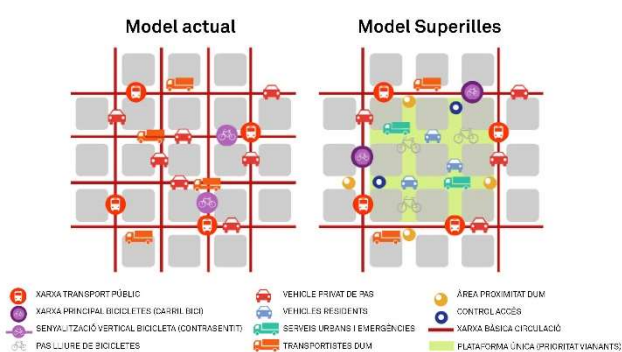 Model actual
Model Superilles
XARXA TRANSPORT PÚBLIC
XARXA PRINCIPAL BICICLETES (CARRIL BICI)
SENYALITZACIÓ VERTICAL BICICLETA (CONTRASENTIT)
PAS LLIURE DE BICICLETES
VEHICLE PRIVAT DE PAS
VEHICLES RESIDENTS
SERVEIS URBANS I EMERGÈNCIES
TRANSPORTISTES DUM
ÀREA PROXIMITAT DUM
CONTROL ACCÉS
XARXA BÀSICA CIRCULACIÓ
PLATAFORMA ÚNICA (PRIORITAT VIANANTS)